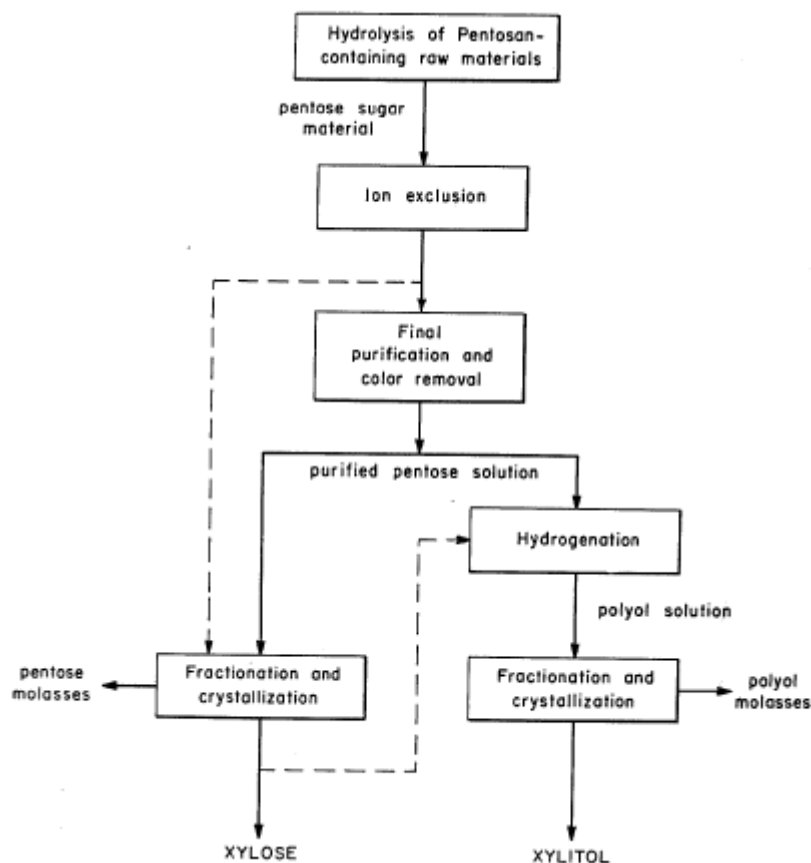 Hydrolysis of Pentosan-
containing raw materials
pentose sugar
material
Ion exclusion
Final
purification and
color removal
purified pentose solution
Hydrogenation
polyol solution
pentose
molasses
Fractionation and
crystallization
Fractionation and
crystallization
polyol
molasses
XYLOSE
XYLITOL